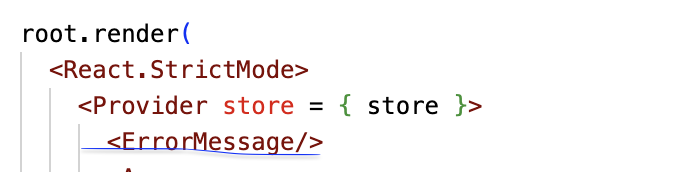 root.render(
<React.StrictMode>
<Provider store = { store }>
<ErrorMessage/>